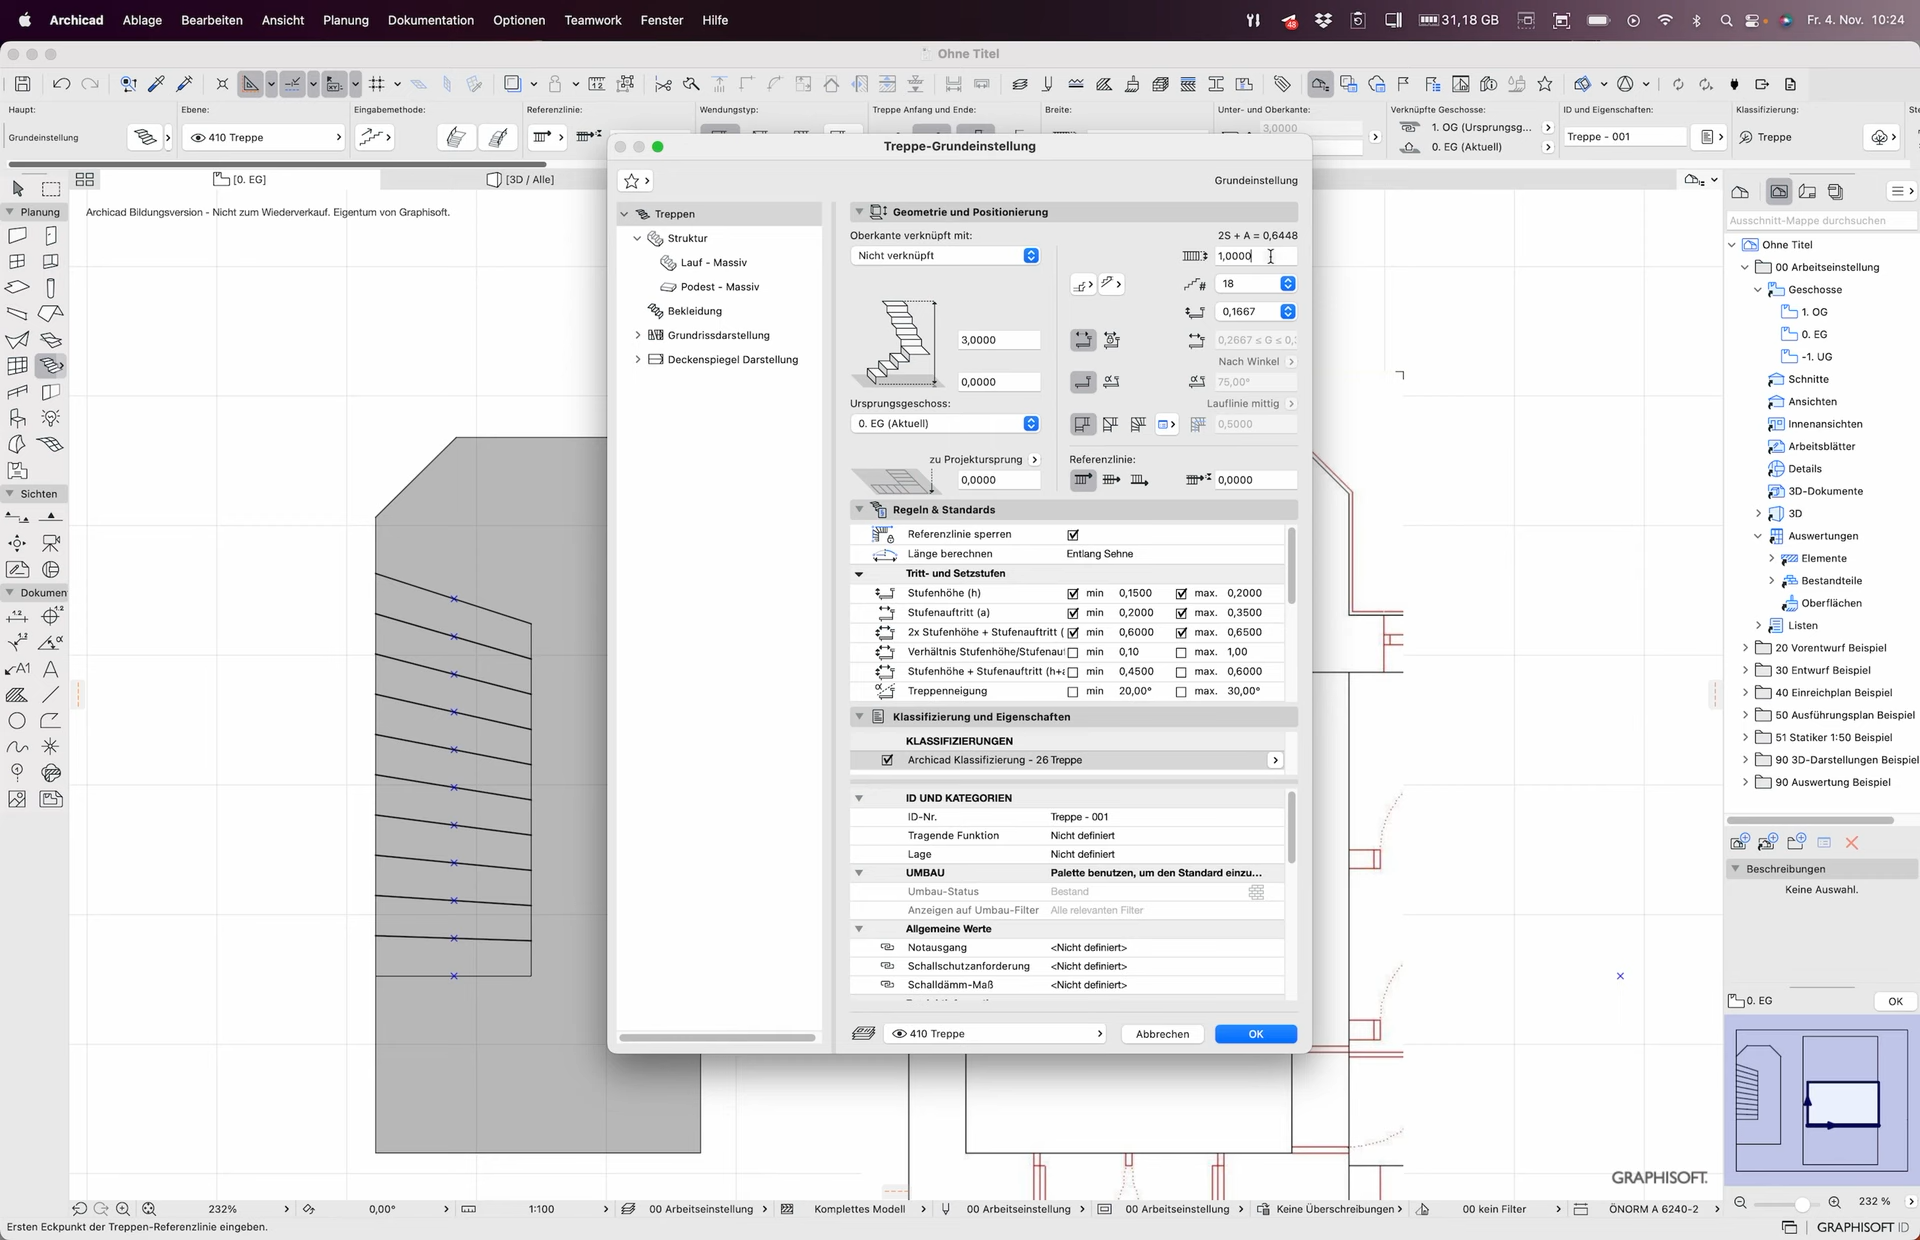 Archicad Ablage Bearbeiten Ansicht Planung Dokumentation Optionen Teamwork Fenster Hilfe
48 31,18 GB Fr. 4. Nov. 10:24
Ohne Titel
Haupt: Ebene: Eingabemethode: Referenzlinie: Wendungstyp: Treppe Anfang und Ende: Breite: Unter- und Oberkante: Verknüpfte Geschosse: ID und Eigenschaften: Klassifizierung:
Grundeinstellung 410 Treppe 3,0000 1. OG (Ursprungsg... 0. EG (Aktuell) Treppe - 001 Treppe
[0. EG] [3D / Alle]
Archicad Bildungsversion - Nicht zum Wiederverkauf. Eigentum von Graphisoft.
Planung
Sichten
Dokumen
Treppe-Grundeinstellung
Grundeinstellung
Treppen
Struktur
Lauf - Massiv
Podest - Massiv
Bekleidung
Grundrissdarstellung
Deckenspiegel Darstellung
Geometrie und Positionierung
Oberkante verknüpft mit: 2S + A = 0,6448
Nicht verknüpft 1,0000
18
0,1667
3,0000 0,2667 ≤ G ≤ 0,:
Nach Winkel
0,0000 75,00°
Ursprungsgeschoss: Lauflinie mittig
0. EG (Aktuell) 0,5000
zu Projektursprung Referenzlinie:
0,0000 0,0000
Regeln & Standards
Referenzlinie sperren
Länge berechnen Entlang Sehne
Tritt- und Setzstufen
Stufenhöhe (h) min 0,1500 max. 0,2000
Stufenauftritt (a) min 0,2000 max. 0,3500
2x Stufenhöhe + Stufenauftritt ( min 0,6000 max. 0,6500
Verhältnis Stufenhöhe/Stufenau min 0,10 max. 1,00
Stufenhöhe + Stufenauftritt (h+ min 0,4500 max. 0,6000
Treppenneigung min 20,00° max. 30,00°
Klassifizierung und Eigenschaften
KLASSIFIZIERUNGEN
Archicad Klassifizierung - 26 Treppe
ID UND KATEGORIEN
ID-Nr. Treppe - 001
Tragende Funktion Nicht definiert
Lage Nicht definiert
UMBAU Palette benutzen, um den Standard einzu...
Umbau-Status Bestand
Anzeigen auf Umbau-Filter Alle relevanten Filter
Allgemeine Werte
Notausgang <Nicht definiert>
Schallschutzanforderung <Nicht definiert>
Schalldämm-Maß <Nicht definiert>
410 Treppe Abbrechen OK
Ausschnitt-Mappe durchsuchen
Ohne Titel
00 Arbeitseinstellung
Geschosse
1. OG
0. EG
-1. UG
Schnitte
Ansichten
Innenansichten
Arbeitsblätter
Details
3D-Dokumente
3D
Auswertungen
Elemente
Bestandteile
Oberflächen
Listen
20 Vorentwurf Beispiel
30 Entwurf Beispiel
40 Einreichplan Beispiel
50 Ausführungsplan Beispiel
51 Statiker 1:50 Beispiel
90 3D-Darstellungen Beispiel
90 Auswertung Beispiel
Beschreibungen
Keine Auswahl.
0. EG OK
GRAPHISOFT.
232% 0,00° 1:100 00 Arbeitseinstellung Komplettes Modell 00 Arbeitseinstellung 00 Arbeitseinstellung Keine Überschreibungen 00 kein Filter ÖNORM A 6240-2 232 %
Ersten Eckpunkt der Treppen-Referenzlinie eingeben. GRAPHISOFT ID